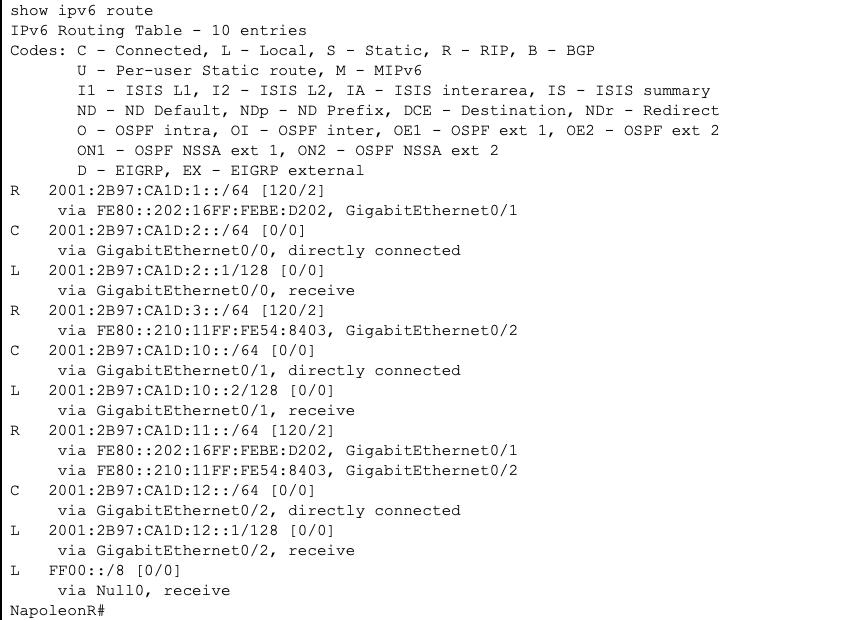 show ipv6 route
IPv6 Routing Table - 10 entries
Codes: C - Connected, L - Local, S - Static, R - RIP, B - BGP
       U - Per-user Static route, M - MIPv6
       I1 - ISIS L1, I2 - ISIS L2, IA - ISIS interarea, IS - ISIS summary
       ND - ND Default, NDp - ND Prefix, DCE - Destination, NDr - Redirect
       O - OSPF intra, OI - OSPF inter, OE1 - OSPF ext 1, OE2 - OSPF ext 2
       ON1 - OSPF NSSA ext 1, ON2 - OSPF NSSA ext 2
       D - EIGRP, EX - EIGRP external
R   2001:2B97:CA1D:1::/64 [120/2]
     via FE80::202:16FF:FEBE:D202, GigabitEthernet0/1
C   2001:2B97:CA1D:2::/64 [0/0]
     via GigabitEthernet0/0, directly connected
L   2001:2B97:CA1D:2::1/128 [0/0]
     via GigabitEthernet0/0, receive
R   2001:2B97:CA1D:3::/64 [120/2]
     via FE80::210:11FF:FE54:8403, GigabitEthernet0/2
C   2001:2B97:CA1D:10::/64 [0/0]
     via GigabitEthernet0/1, directly connected
L   2001:2B97:CA1D:10::2/128 [0/0]
     via GigabitEthernet0/1, receive
R   2001:2B97:CA1D:11::/64 [120/2]
     via FE80::202:16FF:FEBE:D202, GigabitEthernet0/1
     via FE80::210:11FF:FE54:8403, GigabitEthernet0/2
C   2001:2B97:CA1D:12::/64 [0/0]
     via GigabitEthernet0/2, directly connected
L   2001:2B97:CA1D:12::1/128 [0/0]
     via GigabitEthernet0/2, receive
L   FF00::/8 [0/0]
     via Null0, receive
NapoleonR#